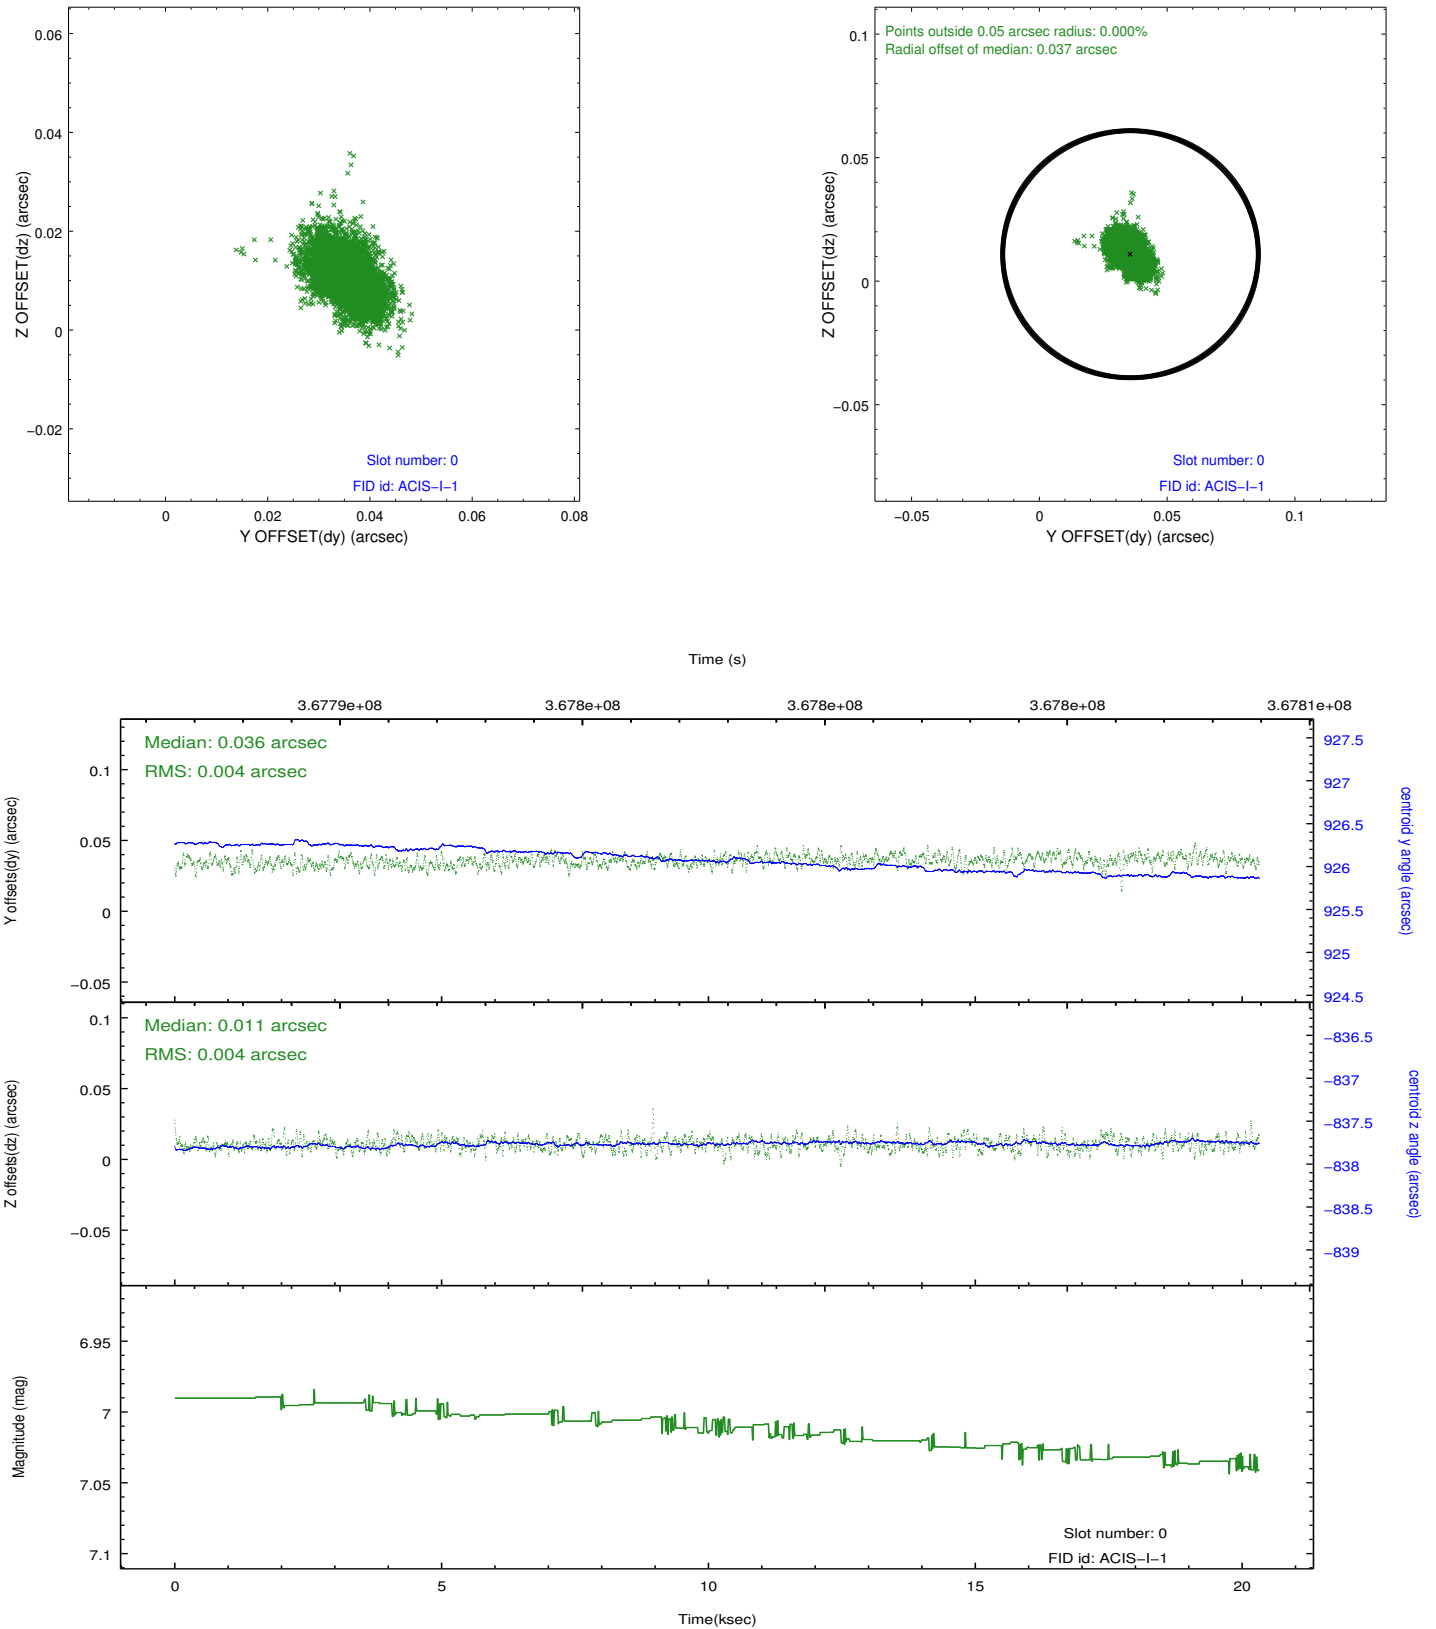 0.06
0.04
0.02
0
−0.02
Z OFFSET(dz) (arcsec)
Slot number: 0
FID id: ACIS−I−1
0 0.02 0.04 0.06 0.08
Y OFFSET(dy) (arcsec)
Points outside 0.05 arcsec radius: 0.000%
Radial offset of median: 0.037 arcsec
0.1
0.05
0
−0.05
Z OFFSET(dz) (arcsec)
Slot number: 0
FID id: ACIS−I−1
−0.05 0 0.05 0.1
Y OFFSET(dy) (arcsec)
Time (s)
3.6779e+08 3.678e+08 3.678e+08 3.678e+08 3.6781e+08
Median: 0.036 arcsec
RMS: 0.004 arcsec
0.1
0.05
0
−0.05
Y offsets(dy) (arcsec)
927.5
927
926.5
926
925.5
925
924.5
centroid y angle (arcsec)
Median: 0.011 arcsec
RMS: 0.004 arcsec
0.1
0.05
0
−0.05
Z offsets(dz) (arcsec)
−836.5
−837
−837.5
−838
−838.5
−839
centroid z angle (arcsec)
6.95
7
7.05
7.1
Magnitude (mag)
Slot number: 0
FID id: ACIS−I−1
0 5 10 15 20
Time(ksec)